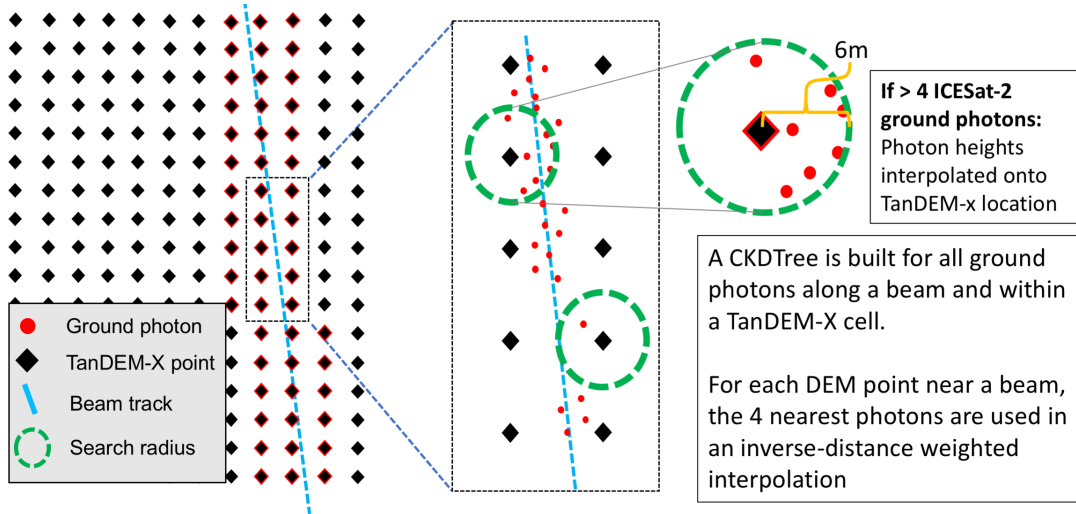 6m
If > 4 ICESat-2
ground photons:
Photon heights
interpolated onto
TanDEM-x location
A CKDTree is built for all ground
photons along a beam and within
a TanDEM-X cell.
For each DEM point near a beam,
the 4 nearest photons are used in
an inverse-distance weighted
interpolation
Ground photon
TanDEM-X point
Beam track
Search radius